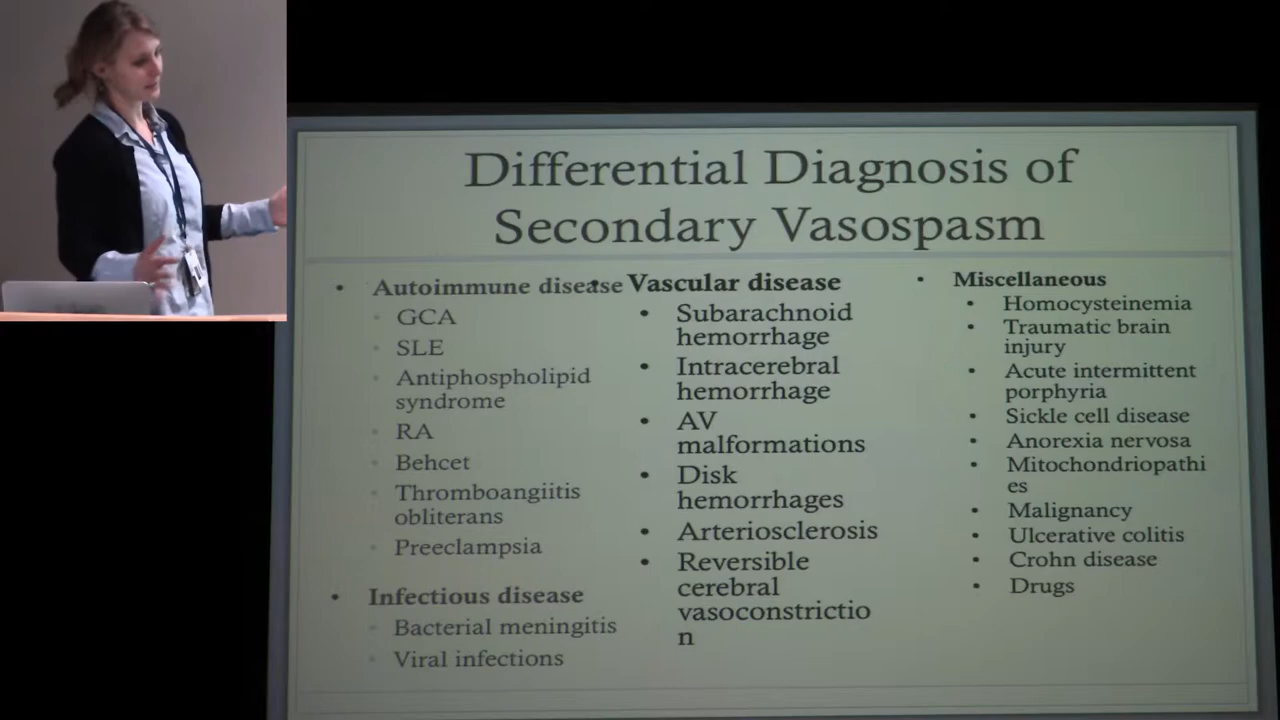 Differential Diagnosis of
Secondary Vasospasm
• Autoimmune disease
• GCA
• SLE
• Antiphospholipid
syndrome
• RA
• Behcet
• Thromboangiitis
obliterans
• Preeclampsia
• Infectious disease
• Bacterial meningitis
• Viral infections
• Vascular disease
• Subarachnoid
hemorrhage
• Intracerebral
hemorrhage
• AV
malformations
• Disk
hemorrhages
• Arteriosclerosis
• Reversible
cerebral
vasoconstrictio
n
• Miscellaneous
• Homocysteinemia
• Traumatic brain
injury
• Acute intermittent
porphyria
• Sickle cell disease
• Anorexia nervosa
• Mitochondriopathi
es
• Malignancy
• Ulcerative colitis
• Crohn disease
• Drugs